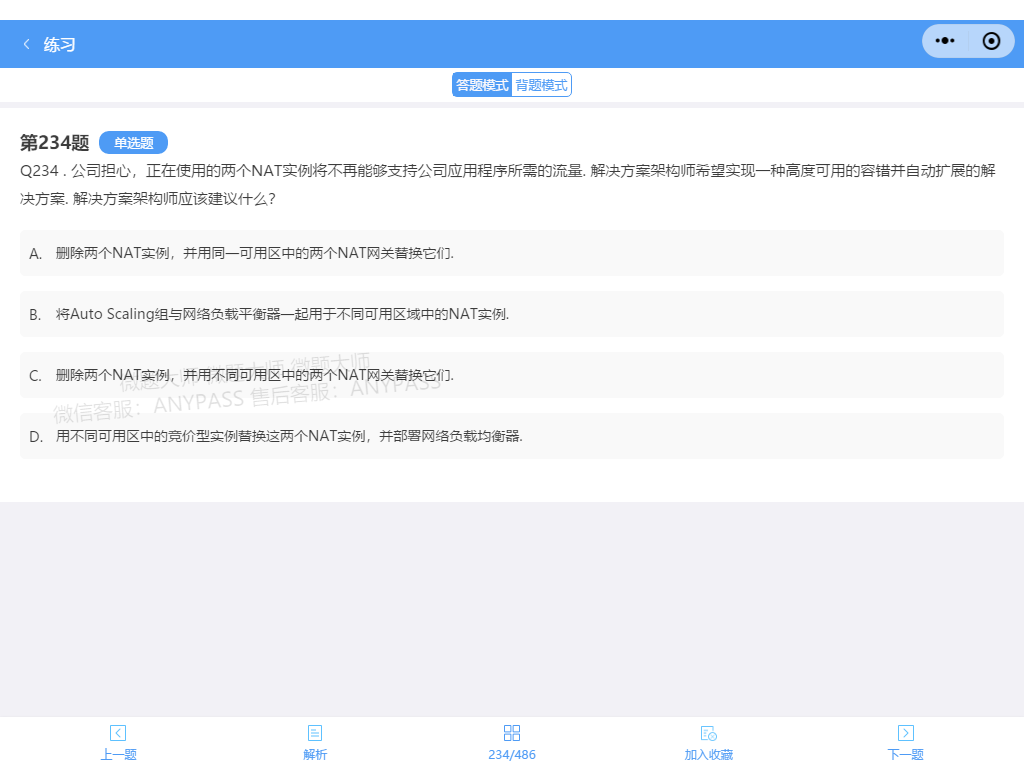 练习
答题模式 背题模式
第234题 单选题
Q234 . 公司担心，正在使用的两个NAT实例将不再能够支持公司应用程序所需的流量. 解决方案架构师希望实现一种高度可用的容错并自动扩展的解
决方案. 解决方案架构师应该建议什么?
A. 删除两个NAT实例，并用同一可用区中的两个NAT网关替换它们.
B. 将Auto Scaling组与网络负载平衡器一起用于不同可用区域中的NAT实例.
C. 删除两个NAT实例，并用不同可用区中的两个NAT网关替换它们.
微题大师 微题大师 微题大师
微信客服：ANYPASS 售后客服：ANYPASS
D. 用不同可用区中的竞价型实例替换这两个NAT实例，并部署网络负载均衡器.
上一题 解析 234/486 加入收藏 下一题